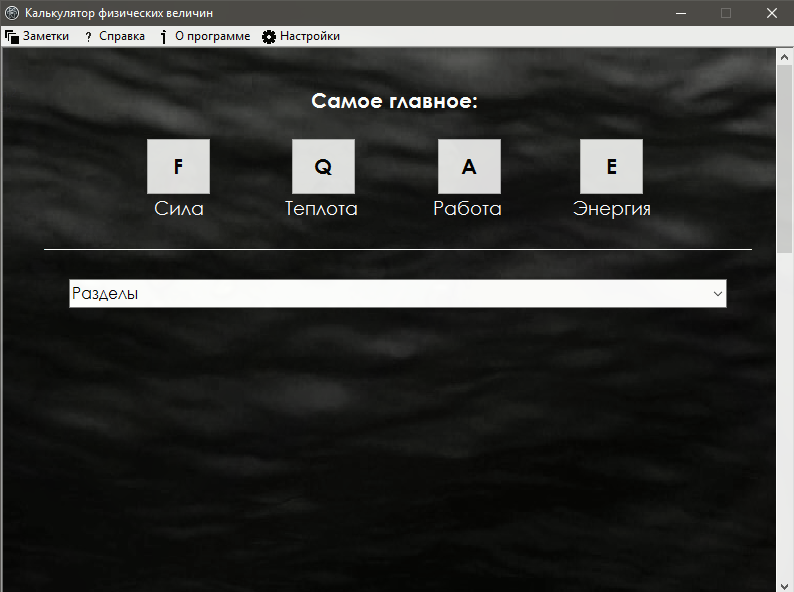 Калькулятор физических величин
Заметки ? Справка О программе Настройки
Самое главное:
F Q A E
Сила Теплота Работа Энергия
Разделы